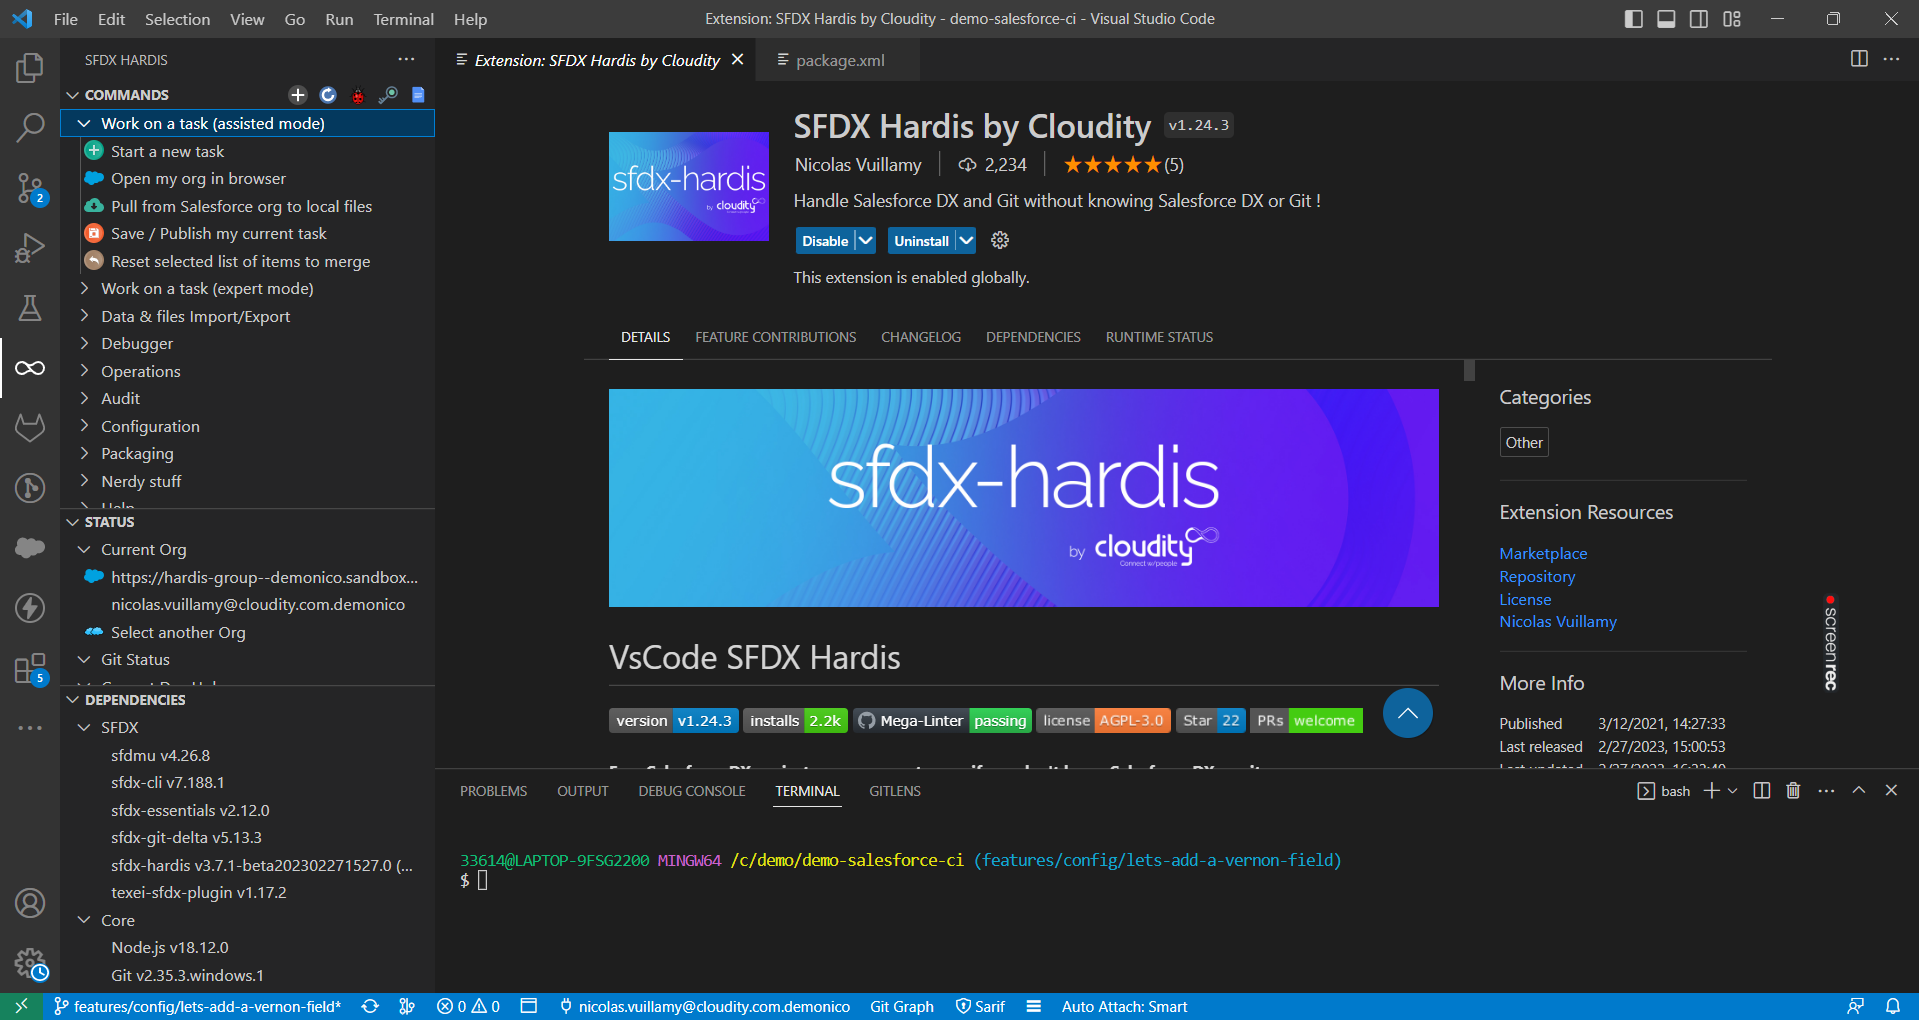 File Edit Selection View Go Run Terminal Help
Extension: SFDX Hardis by Cloudity - demo-salesforce-ci - Visual Studio Code
SFDX HARDIS
COMMANDS
Work on a task (assisted mode)
Start a new task
Open my org in browser
Pull from Salesforce org to local files
Save / Publish my current task
Reset selected list of items to merge
Work on a task (expert mode)
Data & files Import/Export
Debugger
Operations
Audit
Configuration
Packaging
Nerdy stuff
Help
STATUS
Current Org
https://hardis-group--demonico.sandbox...
nicolas.vuillamy@cloudity.com.demonico
Select another Org
Git Status
DEPENDENCIES
SFDX
sfdmu v4.26.8
sfdx-cli v7.188.1
sfdx-essentials v2.12.0
sfdx-git-delta v5.13.3
sfdx-hardis v3.7.1-beta202302271527.0 (...
texei-sfdx-plugin v1.17.2
Core
Node.js v18.12.0
Git v2.35.3.windows.1
2
5
Extension: SFDX Hardis by Cloudity
package.xml
sfdx-hardis
by cloudity
SFDX Hardis by Cloudity v1.24.3
Nicolas Vuillamy 2,234 (5)
Handle Salesforce DX and Git without knowing Salesforce DX or Git !
Disable Uninstall
This extension is enabled globally.
DETAILS FEATURE CONTRIBUTIONS CHANGELOG DEPENDENCIES RUNTIME STATUS
sfdx-hardis
by cloudity
Connect w/people
VsCode SFDX Hardis
version v1.24.3 installs 2.2k Mega-Linter passing license AGPL-3.0 Star 22 PRs welcome
Categories
Other
Extension Resources
Marketplace
Repository
License
Nicolas Vuillamy
More Info
Published 3/12/2021, 14:27:33
Last released 2/27/2023, 15:00:53
screenrec
PROBLEMS OUTPUT DEBUG CONSOLE TERMINAL GITLENS
bash
33614@LAPTOP-9FSG2200 MINGW64 /c/demo/demo-salesforce-ci (features/config/lets-add-a-vernon-field)
$
features/config/lets-add-a-vernon-field* 0 0 nicolas.vuillamy@cloudity.com.demonico Git Graph Sarif Auto Attach: Smart